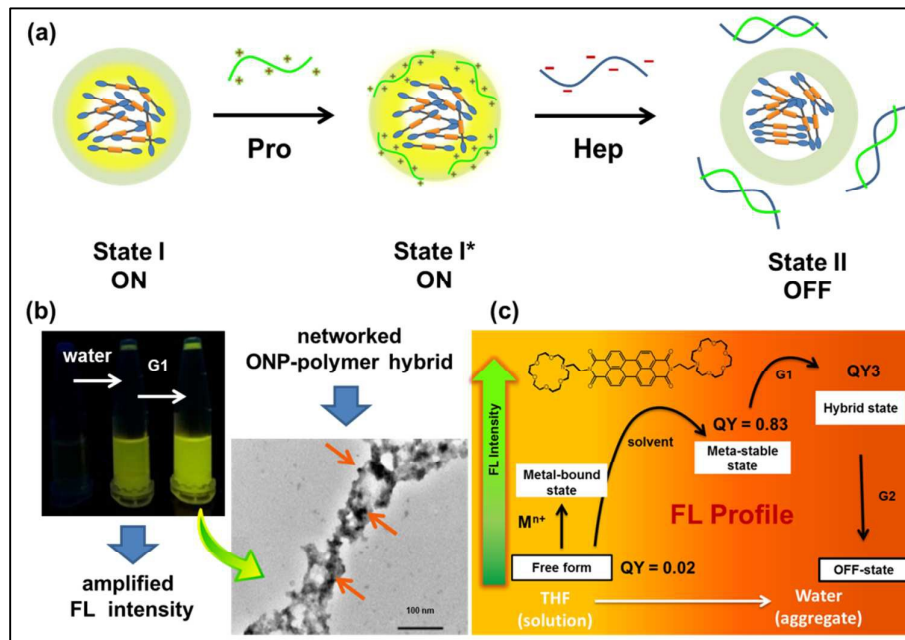 (a)
Pro
Hep
State I
ON
State I*
ON
State II
OFF
(b)
water
G1
networked
ONP-polymer hybrid
amplified
FL intensity
100 nm
(c)
FL Intensity
G1
QY3
Hybrid state
QY = 0.83
solvent
Meta-stable
state
Metal-bound
state
FL Profile
G2
Mⁿ⁺
Free form
QY = 0.02
OFF-state
THF
(solution)
Water
(aggregate)